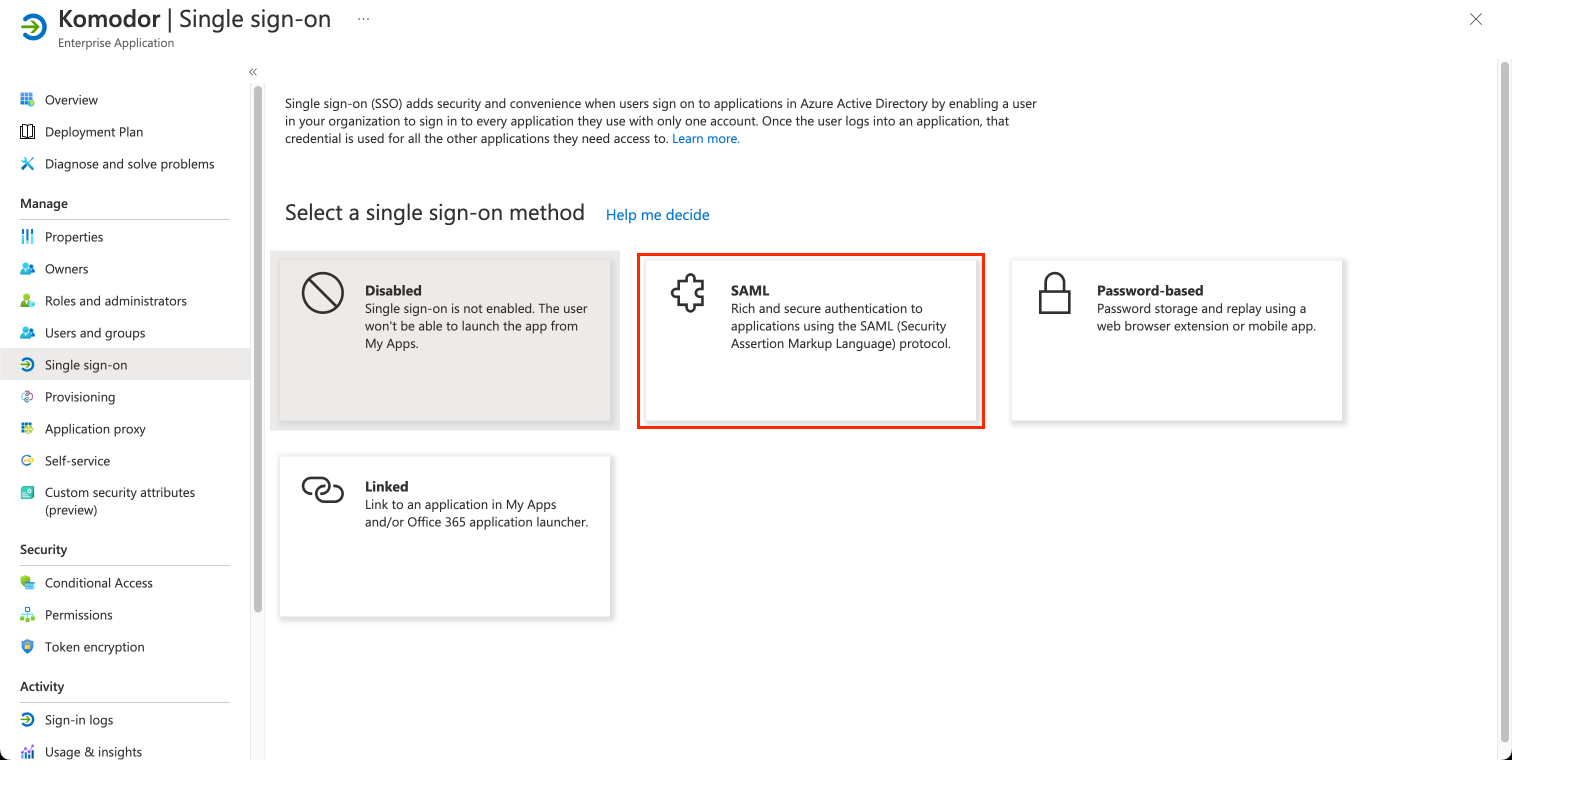 Komodor | Single sign-on ...
Enterprise Application
«
Overview
Deployment Plan
Diagnose and solve problems
Manage
Properties
Owners
Roles and administrators
Users and groups
Single sign-on
Provisioning
Application proxy
Self-service
Custom security attributes
(preview)
Security
Conditional Access
Permissions
Token encryption
Activity
Sign-in logs
Usage & insights
Single sign-on (SSO) adds security and convenience when users sign on to applications in Azure Active Directory by enabling a user
in your organization to sign in to every application they use with only one account. Once the user logs into an application, that
credential is used for all the other applications they need access to. Learn more.
Select a single sign-on method Help me decide
Disabled
Single sign-on is not enabled. The user
won't be able to launch the app from
My Apps.
SAML
Rich and secure authentication to
applications using the SAML (Security
Assertion Markup Language) protocol.
Password-based
Password storage and replay using a
web browser extension or mobile app.
Linked
Link to an application in My Apps
and/or Office 365 application launcher.